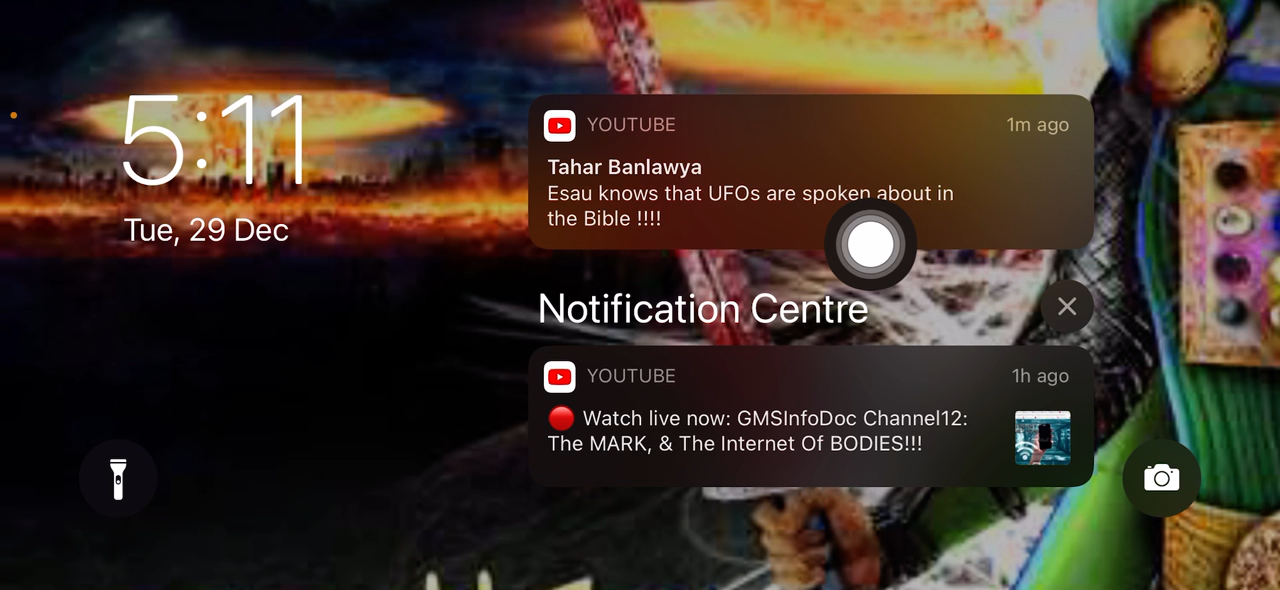 5:11
Tue, 29 Dec
YOUTUBE
1m ago
Tahar Banlawya
Esau knows that UFOs are spoken about in
the Bible !!!!
Notification Centre
YOUTUBE
1h ago
🔴 Watch live now: GMSInfoDoc Channel12:
The MARK, & The Internet Of BODIES!!!